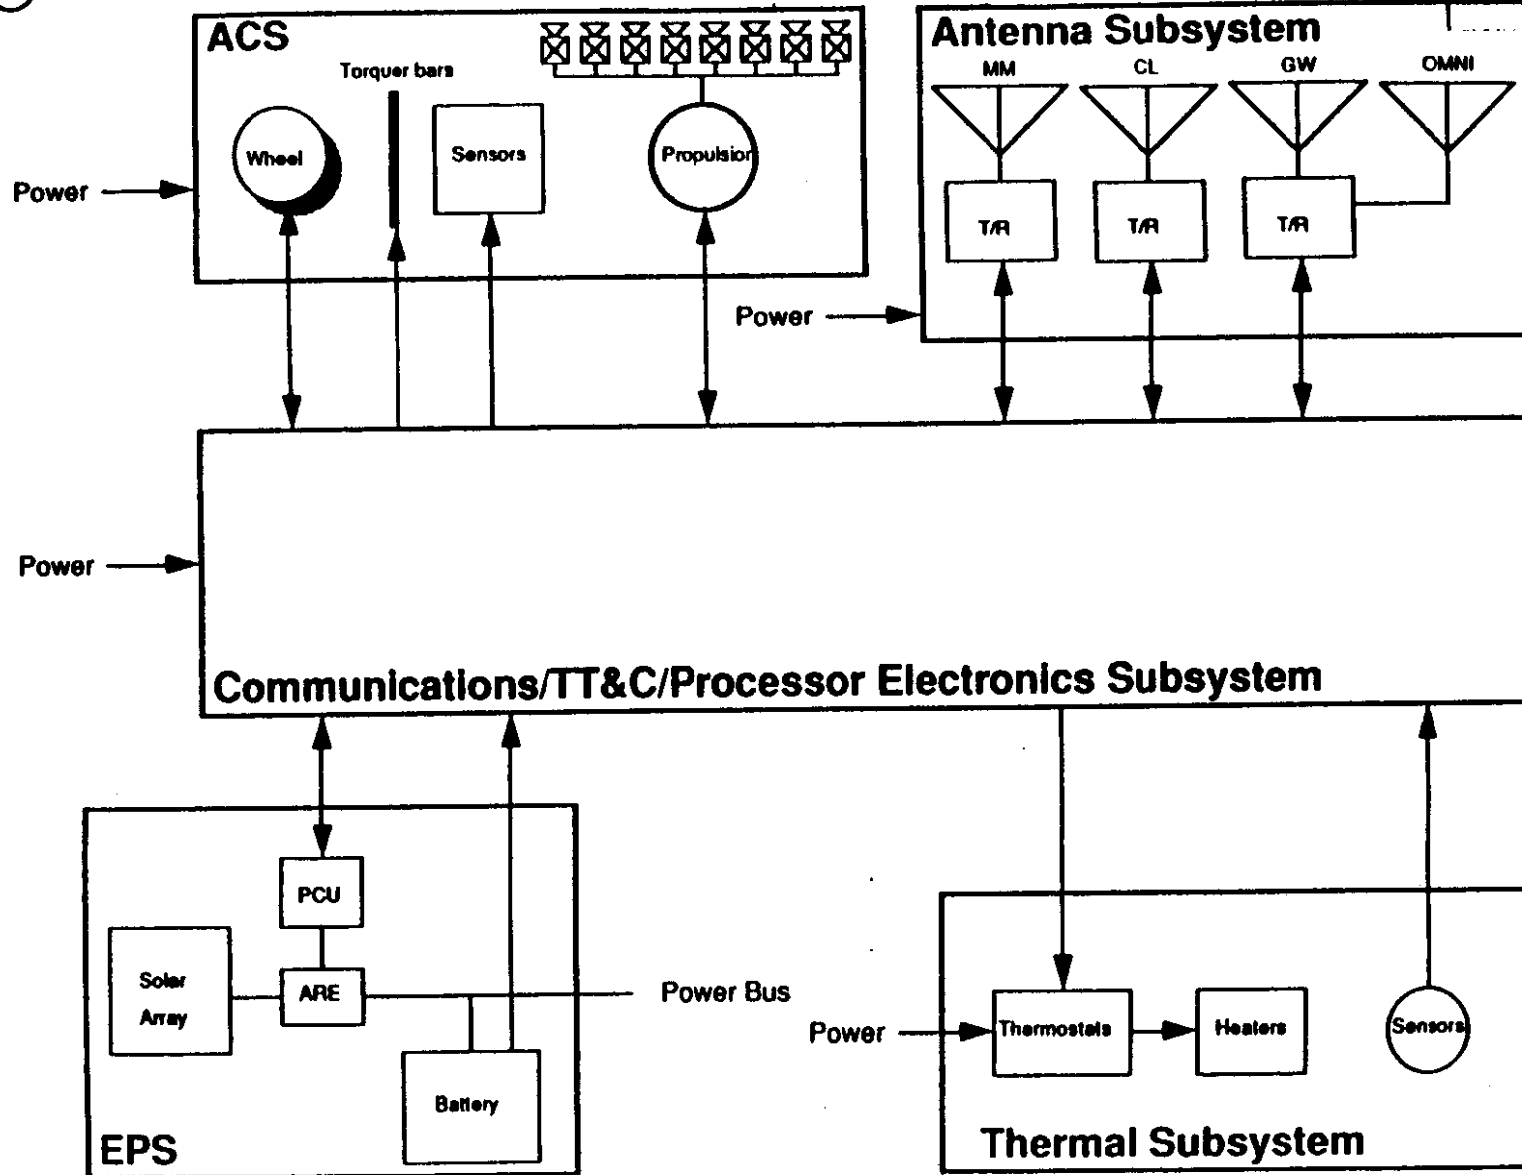 ACS
Antenna Subsystem
Torquer bars
MM
CL
GW
OMNI
Wheel
Sensors
Propulsion
Power
T/R
T/R
T/R
Power
Power
Communications/TT&C/Processor Electronics Subsystem
PCU
Solar
Array
ARE
Power Bus
Battery
EPS
Power
Thermostats
Heaters
Sensors
Thermal Subsystem